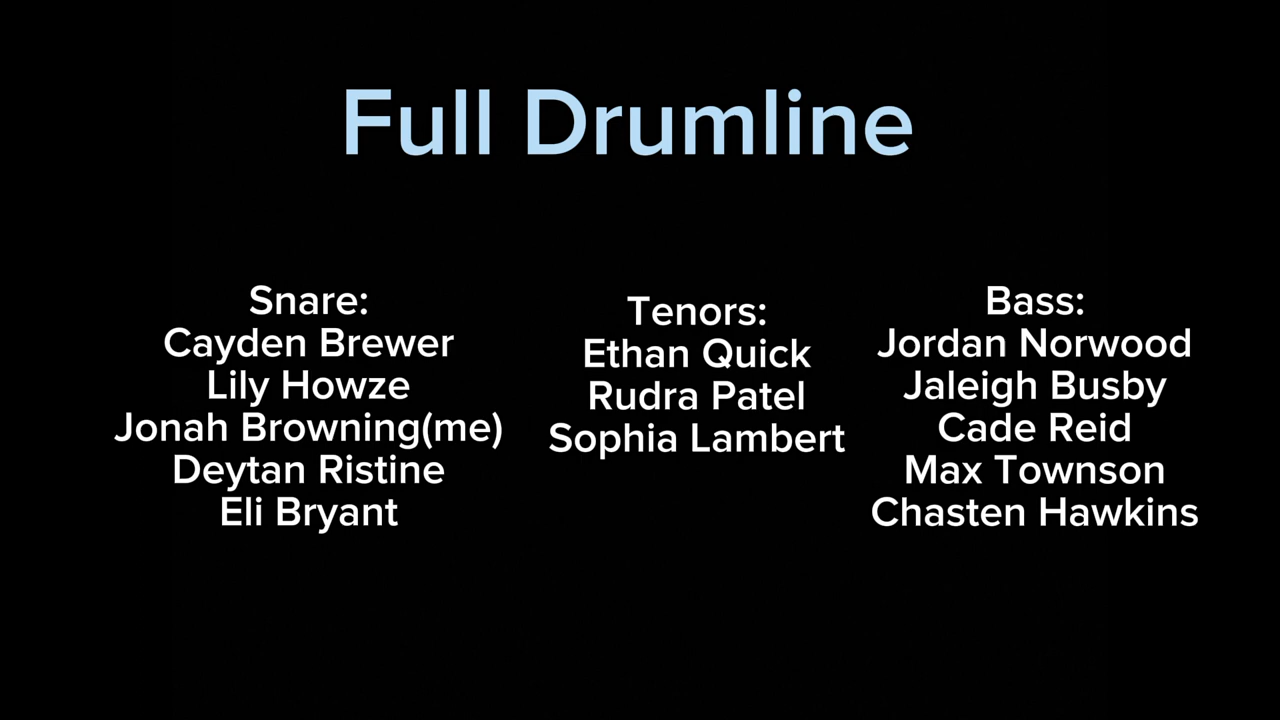 Full Drumline
Snare:
Cayden Brewer
Lily Howze
Jonah Browning(me)
Deytan Ristine
Eli Bryant
Tenors:
Ethan Quick
Rudra Patel
Sophia Lambert
Bass:
Jordan Norwood
Jaleigh Busby
Cade Reid
Max Townson
Chasten Hawkins